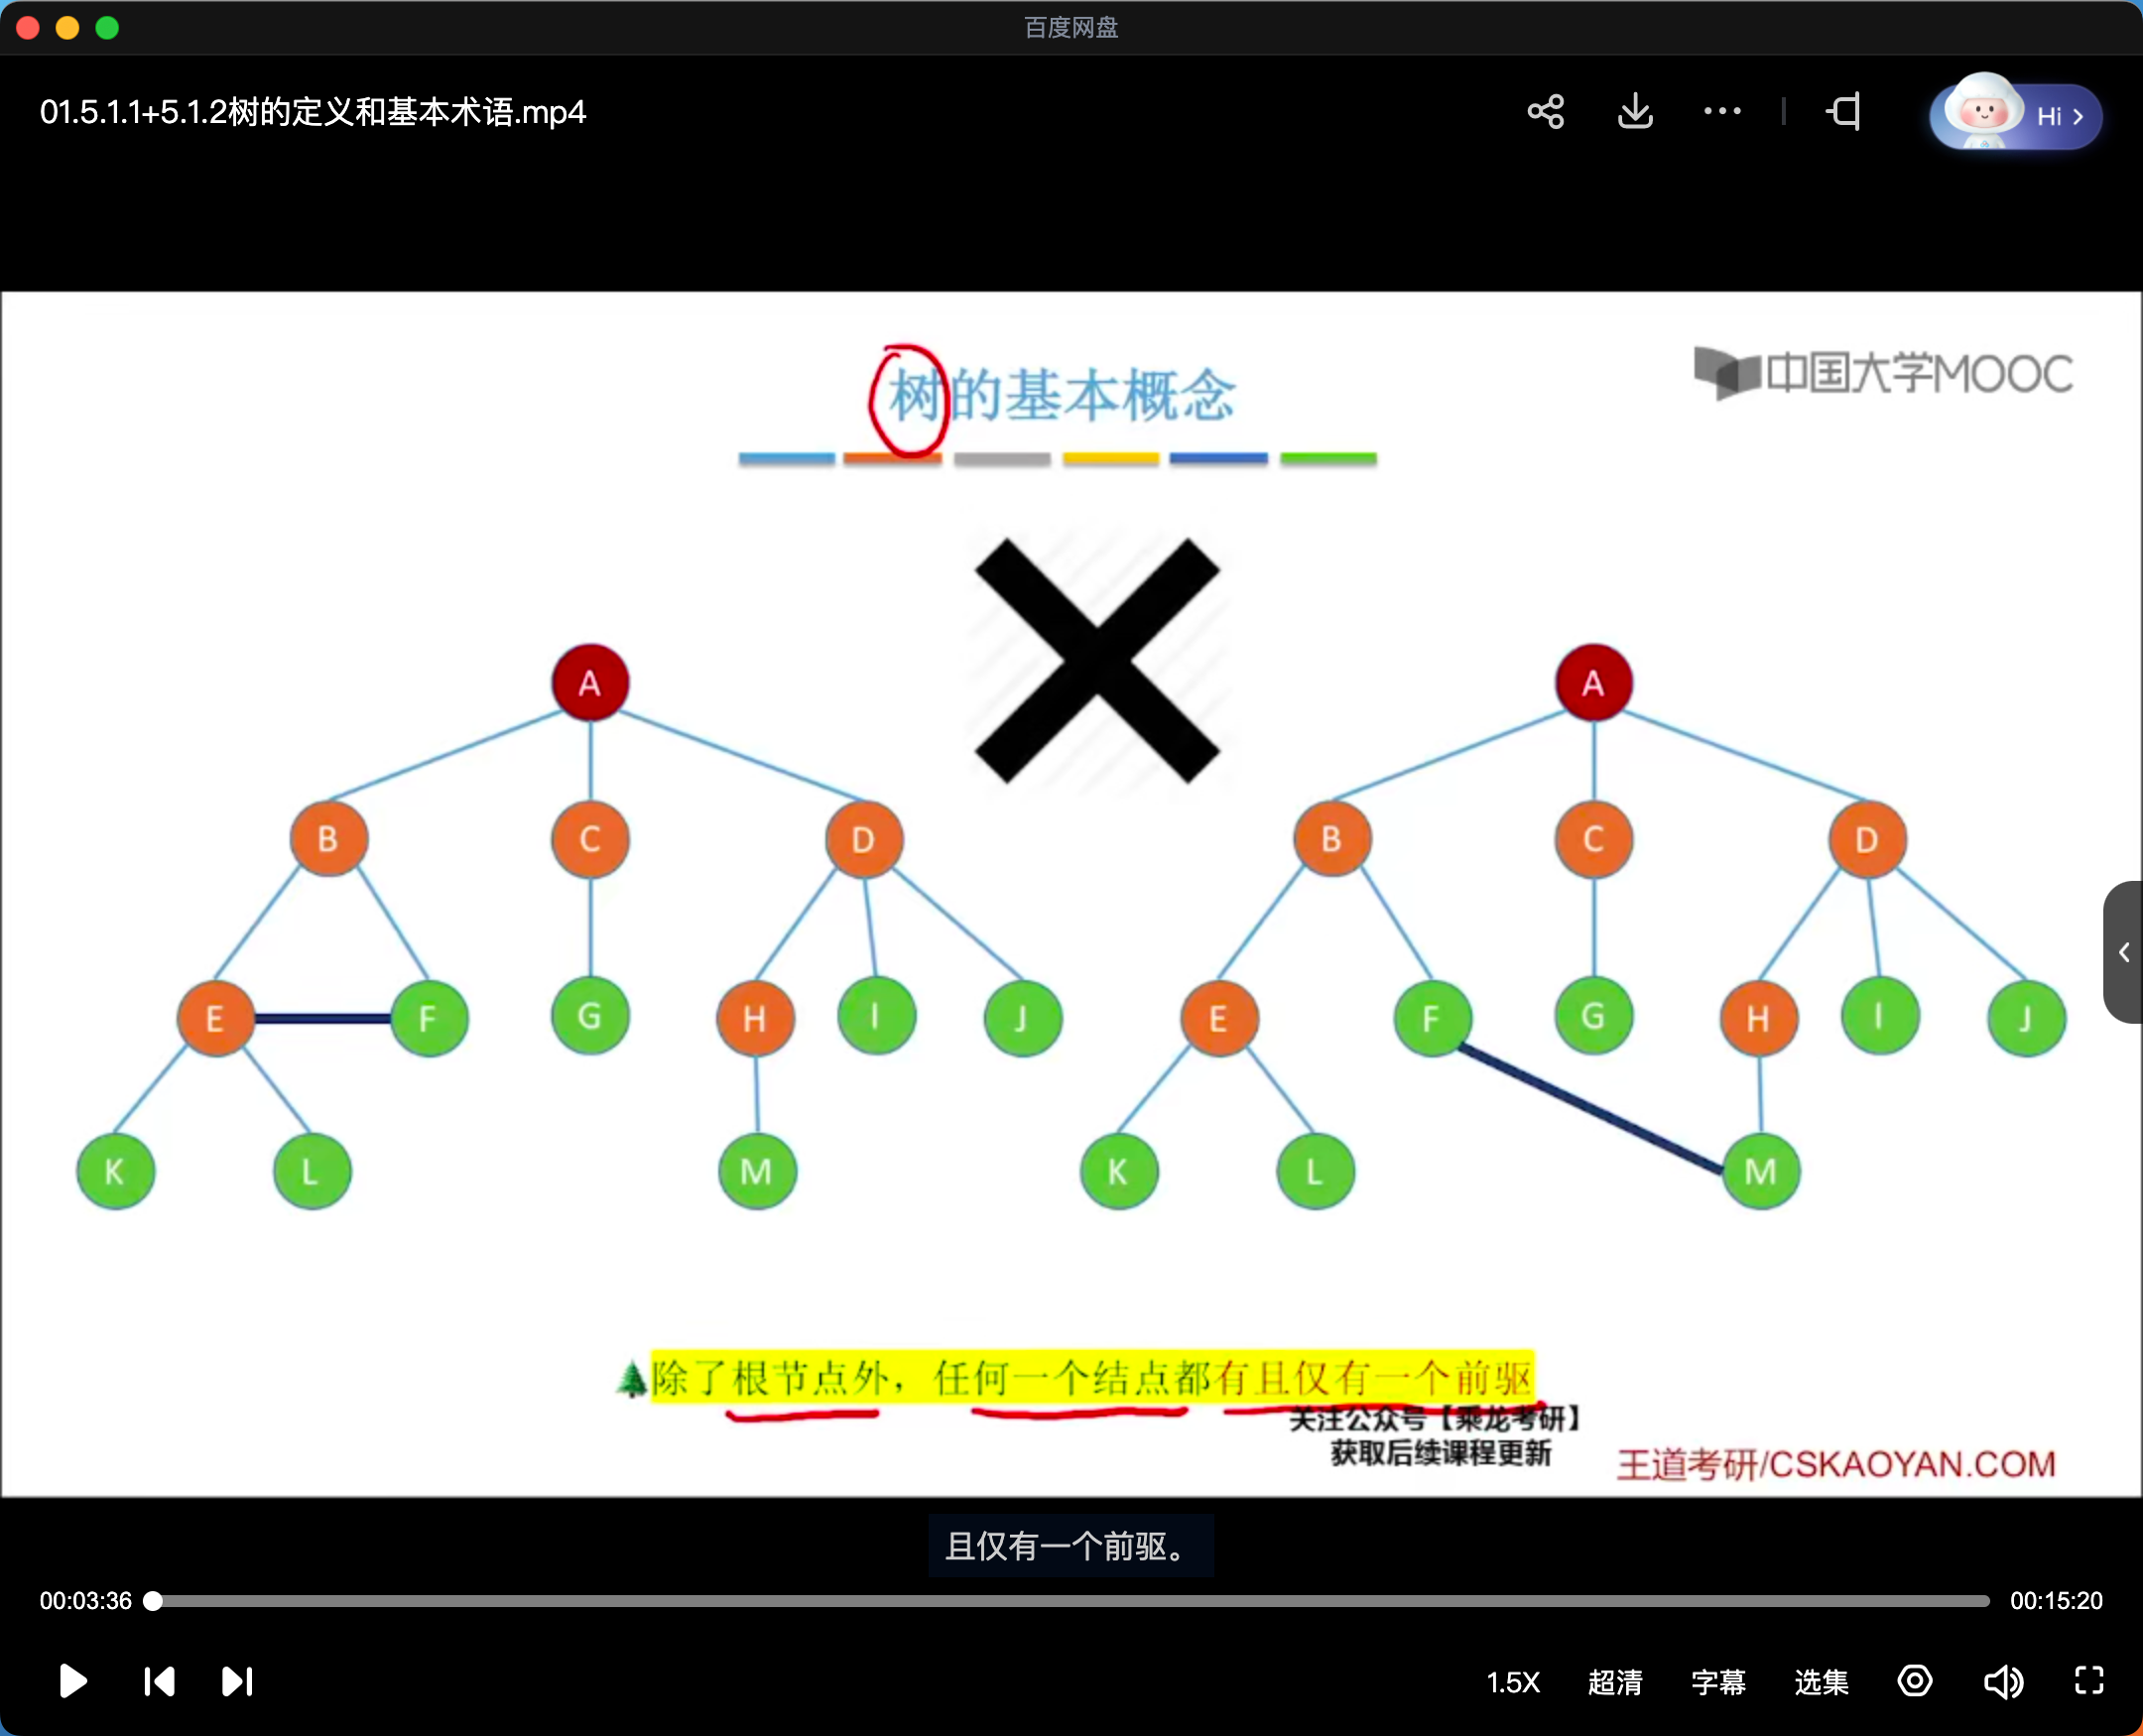 百度网盘
01.5.1.1+5.1.2树的定义和基本术语.mp4
Hi
树的基本概念
中国大学MOOC
A
A
B
C
D
B
C
D
E
F
G
H
I
J
E
F
G
H
I
J
K
L
M
K
L
M
除了根节点外，任何一个结点都有且仅有一个前驱
关注公众号【乘龙考研】
获取后续课程更新
王道考研/CSKAOYAN.COM
且仅有一个前驱。
00:03:36
00:15:20
1.5X
超清
字幕
选集